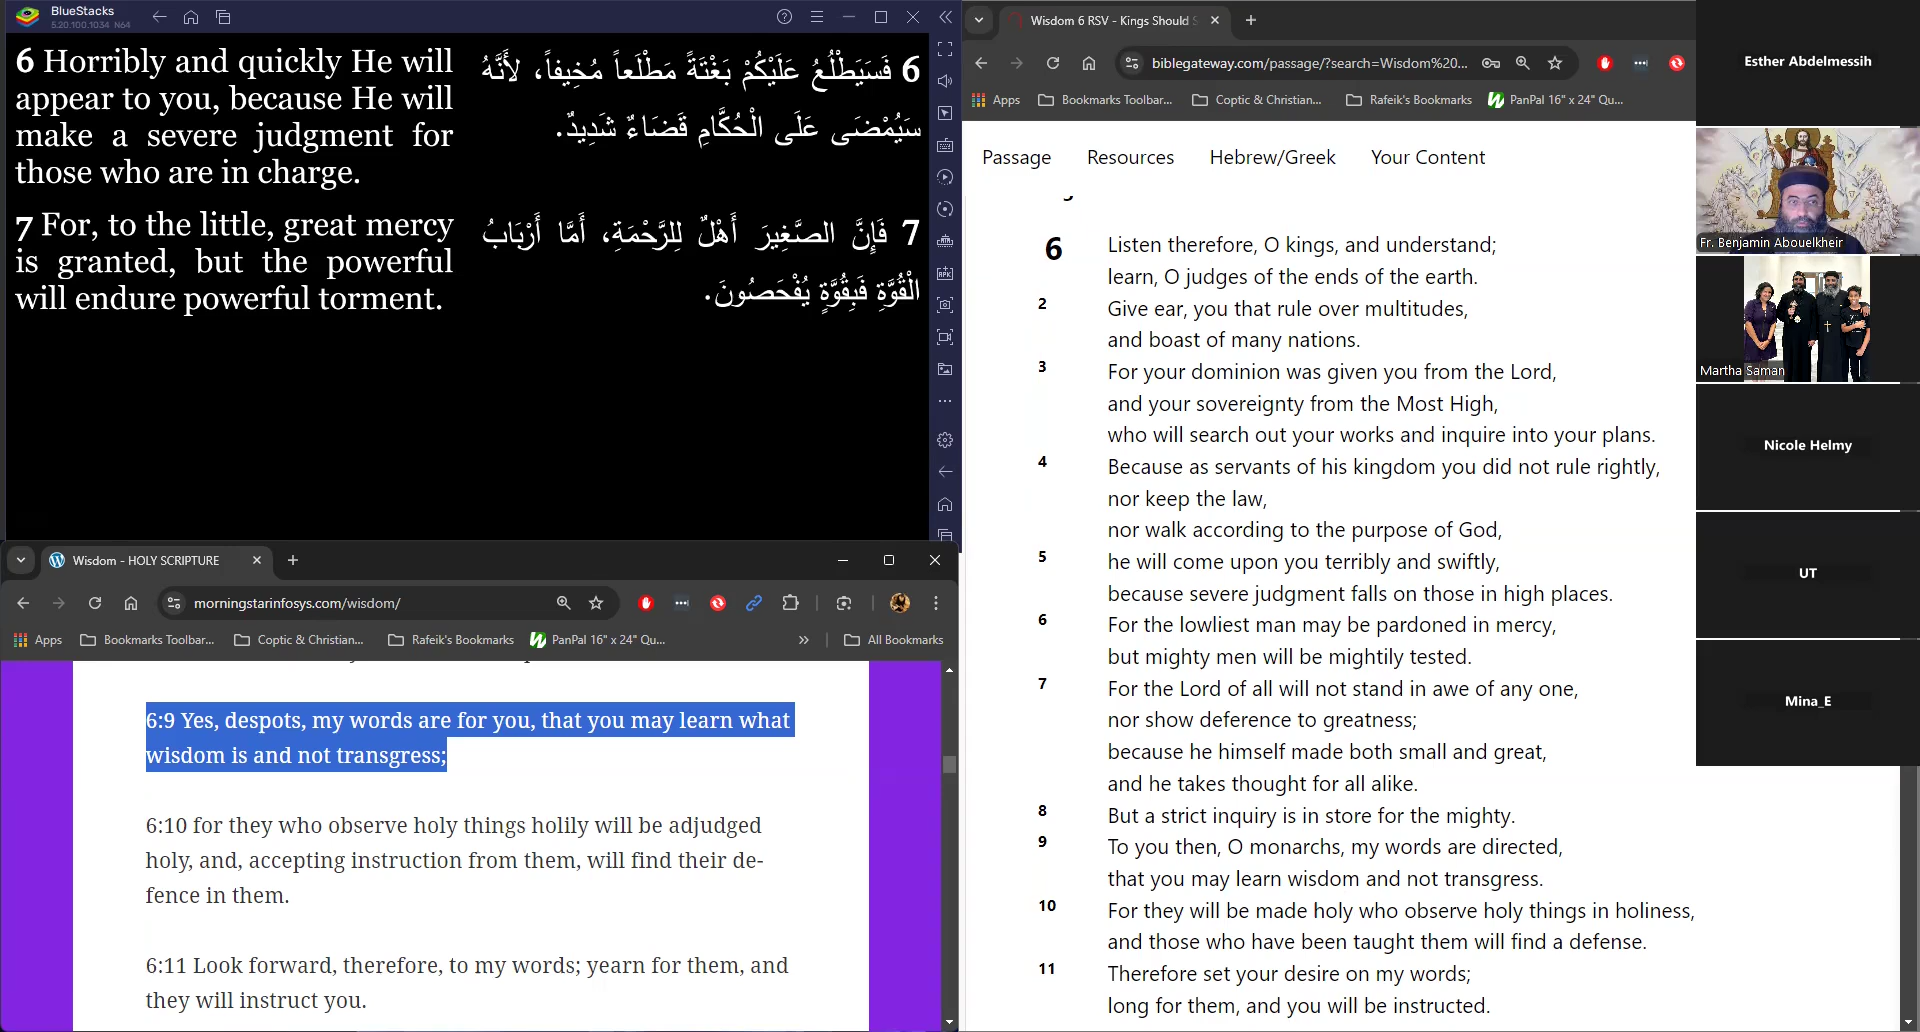 BlueStacks
5.20.100.1034 N64
6 Horribly and quickly He will
appear to you, because He will
make a severe judgment for
those who are in charge.
7 For, to the little, great mercy
is granted, but the powerful
will endure powerful torment.
6 فَسَيَطْلُعُ عَلَيْكُمْ بَغْتَةً مَطْلَعاً مُخِيفاً، لأَنَّهُ
سَيُمْضَى عَلَى الْحُكَّامِ قَضَاءٌ شَدِيدٌ.
7 فَإِنَّ الصَّغِيرَ أَهْلٌ لِلرَّحْمَةِ، أَمَّا أَرْبَابُ
الْقُوَّةِ فَبِقُوَّةٍ يُفْحَصُونَ.
APK
Wisdom - HOLY SCRIPTURE
morningstarinfosys.com/wisdom/
Apps
Bookmarks Toolbar...
Coptic & Christian...
Rafeik's Bookmarks
PanPal 16" x 24" Qu...
All Bookmarks
6:9 Yes, despots, my words are for you, that you may learn what
wisdom is and not transgress;
6:10 for they who observe holy things holily will be adjudged
holy, and, accepting instruction from them, will find their de-
fence in them.
6:11 Look forward, therefore, to my words; yearn for them, and
they will instruct you.
Wisdom 6 RSV - Kings Should S
biblegateway.com/passage/?search=Wisdom%20...
Apps
Bookmarks Toolbar...
Coptic & Christian...
Rafeik's Bookmarks
PanPal 16" x 24" Qu...
Passage
Resources
Hebrew/Greek
Your Content
6 Listen therefore, O kings, and understand;
learn, O judges of the ends of the earth.
2 Give ear, you that rule over multitudes,
and boast of many nations.
3 For your dominion was given you from the Lord,
and your sovereignty from the Most High,
who will search out your works and inquire into your plans.
4 Because as servants of his kingdom you did not rule rightly,
nor keep the law,
nor walk according to the purpose of God,
5 he will come upon you terribly and swiftly,
because severe judgment falls on those in high places.
6 For the lowliest man may be pardoned in mercy,
but mighty men will be mightily tested.
7 For the Lord of all will not stand in awe of any one,
nor show deference to greatness;
because he himself made both small and great,
and he takes thought for all alike.
8 But a strict inquiry is in store for the mighty.
9 To you then, O monarchs, my words are directed,
that you may learn wisdom and not transgress.
10 For they will be made holy who observe holy things in holiness,
and those who have been taught them will find a defense.
11 Therefore set your desire on my words;
long for them, and you will be instructed.
Esther Abdelmessih
Fr. Benjamin Abouelkheir
Martha Saman
Nicole Helmy
UT
Mina_E